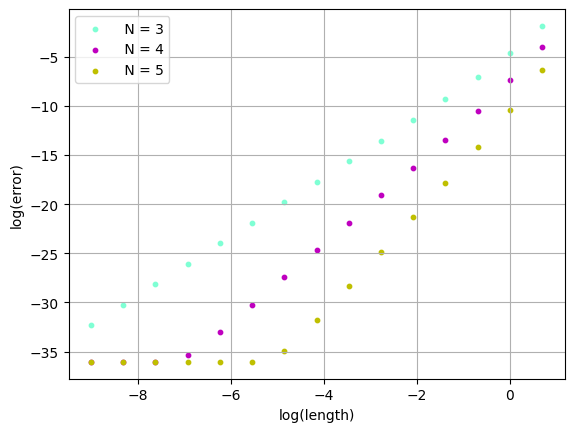 N = 3
N = 4
N = 5
log(error)
−5
−10
−15
−20
−25
−30
−35
−8
−6
−4
−2
0
log(length)